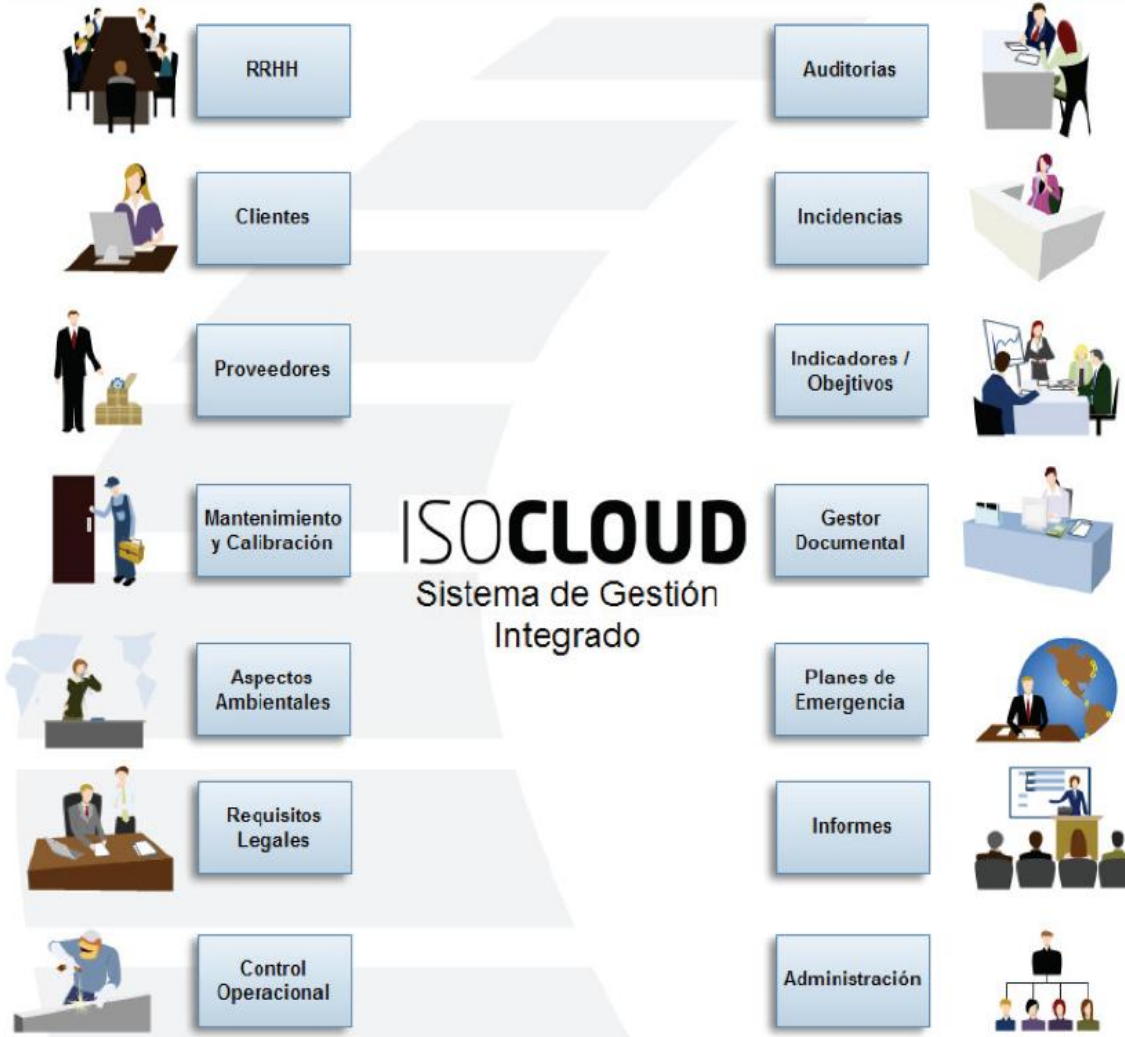 RRHH
Auditorias
Clientes
Incidencias
Proveedores
Indicadores /
Obejtivos
Mantenimiento
y Calibración
ISOCLOUD
Sistema de Gestión
Integrado
Gestor
Documental
Aspectos
Ambientales
Planes de
Emergencia
Requisitos
Legales
Informes
Control
Operacional
Administración